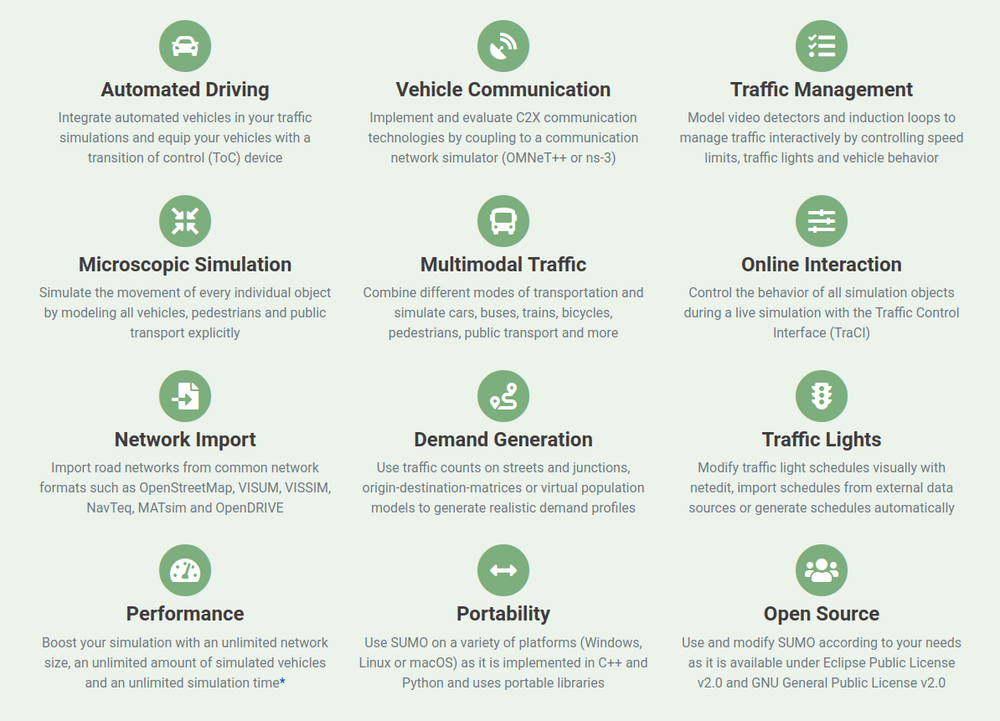 Automated Driving
Integrate automated vehicles in your traffic
simulations and equip your vehicles with a
transition of control (ToC) device
Vehicle Communication
Implement and evaluate C2X communication
technologies by coupling to a communication
network simulator (OMNeT++ or ns-3)
Traffic Management
Model video detectors and induction loops to
manage traffic interactively by controlling speed
limits, traffic lights and vehicle behavior
Microscopic Simulation
Simulate the movement of every individual object
by modeling all vehicles, pedestrians and public
transport explicitly
Multimodal Traffic
Combine different modes of transportation and
simulate cars, buses, trains, bicycles,
pedestrians, public transport and more
Online Interaction
Control the behavior of all simulation objects
during a live simulation with the Traffic Control
Interface (TraCI)
Network Import
Import road networks from common network
formats such as OpenStreetMap, VISUM, VISSIM,
NavTeq, MATsim and OpenDRIVE
Demand Generation
Use traffic counts on streets and junctions,
origin-destination-matrices or virtual population
models to generate realistic demand profiles
Traffic Lights
Modify traffic light schedules visually with
netedit, import schedules from external data
sources or generate schedules automatically
Performance
Boost your simulation with an unlimited network
size, an unlimited amount of simulated vehicles
and an unlimited simulation time*
Portability
Use SUMO on a variety of platforms (Windows,
Linux or macOS) as it is implemented in C++ and
Python and uses portable libraries
Open Source
Use and modify SUMO according to your needs
as it is available under Eclipse Public License
v2.0 and GNU General Public License v2.0